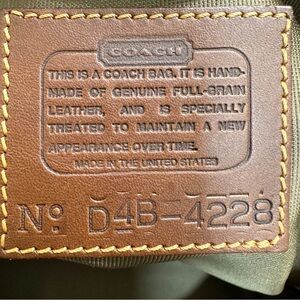 COACH
THIS IS A COACH BAG. IT IS HAND-
MADE OF GENUINE FULL-GRAIN
LEATHER, AND IS SPECIALLY
TREATED TO MAINTAIN A NEW
APPEARANCE OVER TIME.
MADE IN THE UNITED STATES
Nº D4B-4228